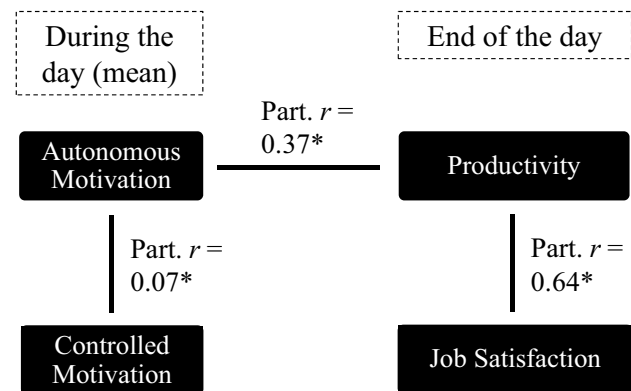 During the
day (mean)
End of the day
Part. r =
0.37*
Autonomous
Motivation
Productivity
Part. r =
0.07*
Part. r =
0.64*
Controlled
Motivation
Job Satisfaction